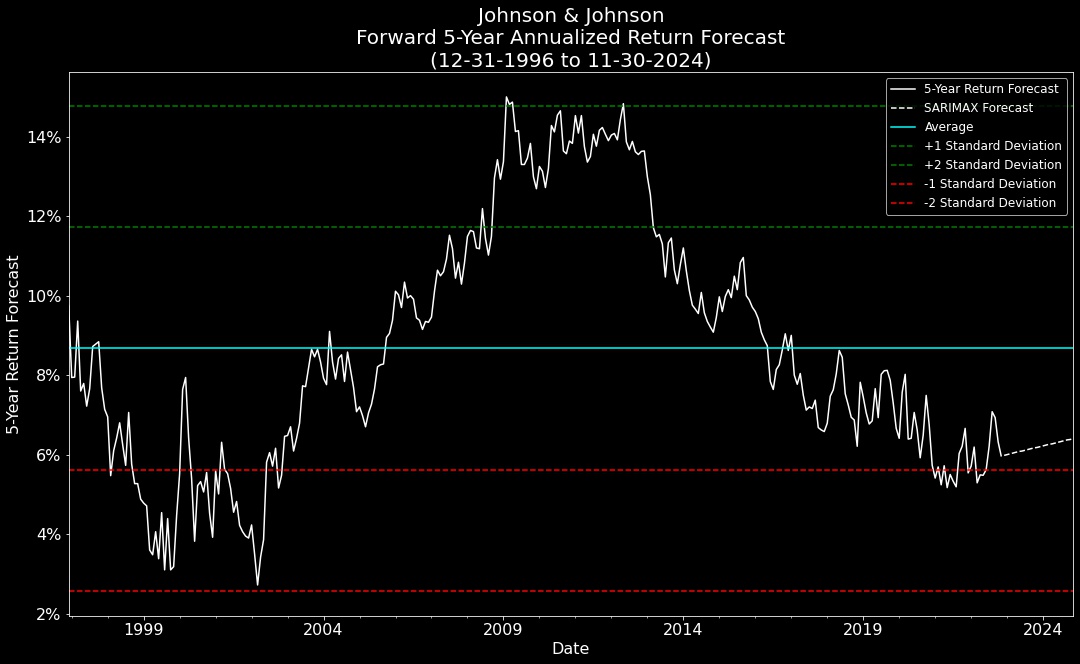 Johnson & Johnson
Forward 5-Year Annualized Return Forecast
(12-31-1996 to 11-30-2024)
5-Year Return Forecast
SARIMAX Forecast
Average
+1 Standard Deviation
+2 Standard Deviation
-1 Standard Deviation
-2 Standard Deviation
5-Year Return Forecast
14%
12%
10%
8%
6%
4%
2%
1999
2004
2009
2014
2019
2024
Date